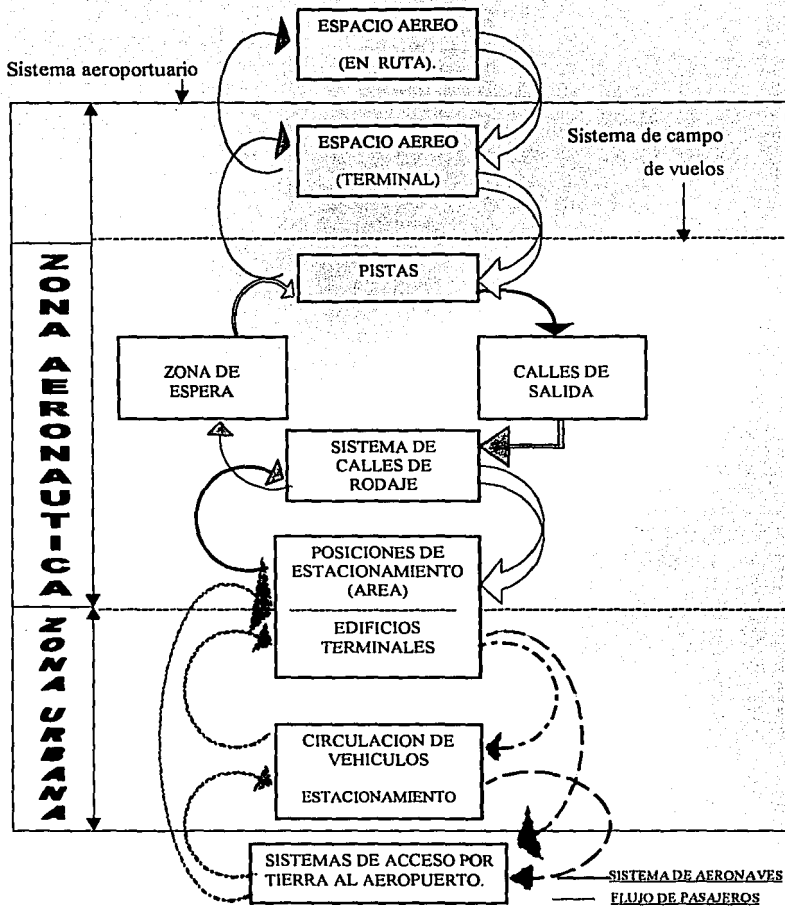 ESPACIO AEREO
(EN RUTA).
Sistema aeroportuario
ESPACIO AEREO
(TERMINAL)
Sistema de campo
de vuelos
PISTAS
ZONA DE
ESPERA
CALLES DE
SALIDA
SISTEMA DE
CALLES DE
RODAJE
POSICIONES DE
ESTACIONAMIENTO
(AREA)
EDIFICIOS
TERMINALES
ZONA AERONAUTICA
ZONA URBANA
CIRCULACION DE
VEHICULOS
ESTACIONAMIENTO
SISTEMAS DE ACCESO POR
TIERRA AL AEROPUERTO.
SISTEMA DE AERONAVES
FLUJO DE PASAJEROS